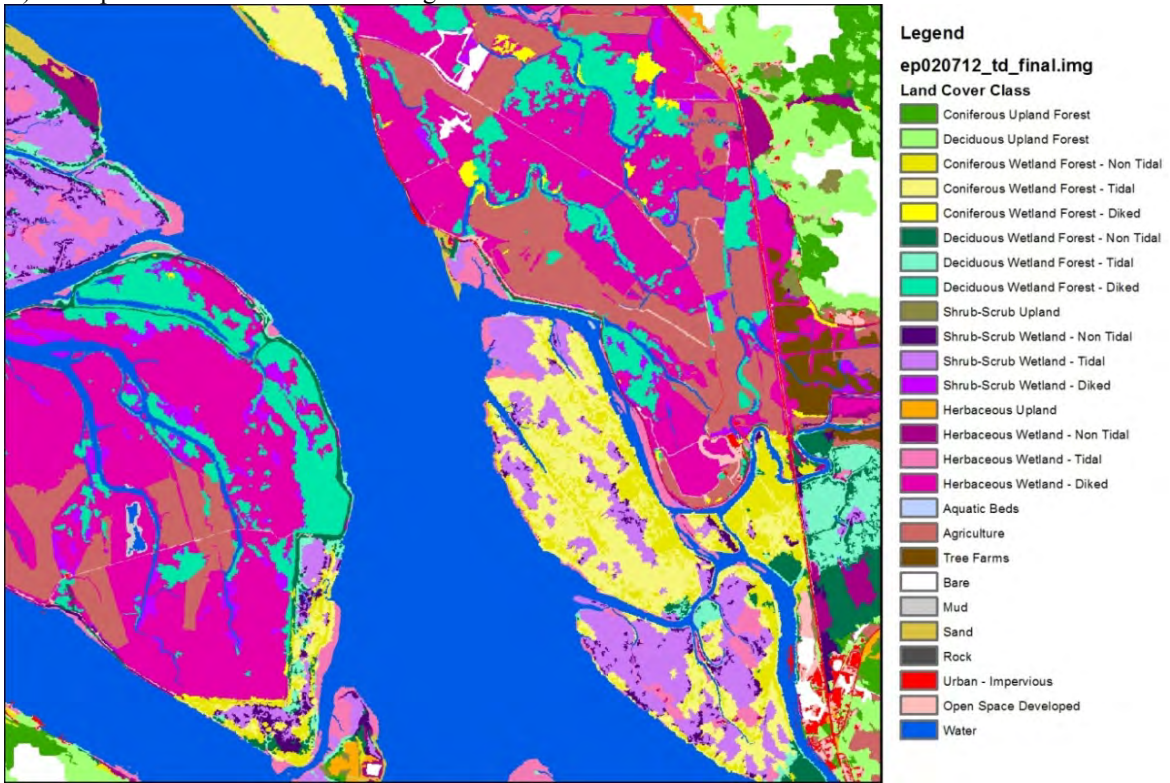 Legend
ep020712_td_final.img
Land Cover Class
Coniferous Upland Forest
Deciduous Upland Forest
Coniferous Wetland Forest - Non Tidal
Coniferous Wetland Forest - Tidal
Coniferous Wetland Forest - Diked
Deciduous Wetland Forest - Non Tidal
Deciduous Wetland Forest - Tidal
Deciduous Wetland Forest - Diked
Shrub-Scrub Upland
Shrub-Scrub Wetland - Non Tidal
Shrub-Scrub Wetland - Tidal
Shrub-Scrub Wetland - Diked
Herbaceous Upland
Herbaceous Wetland - Non Tidal
Herbaceous Wetland - Tidal
Herbaceous Wetland - Diked
Aquatic Beds
Agriculture
Tree Farms
Bare
Mud
Sand
Rock
Urban - Impervious
Open Space Developed
Water